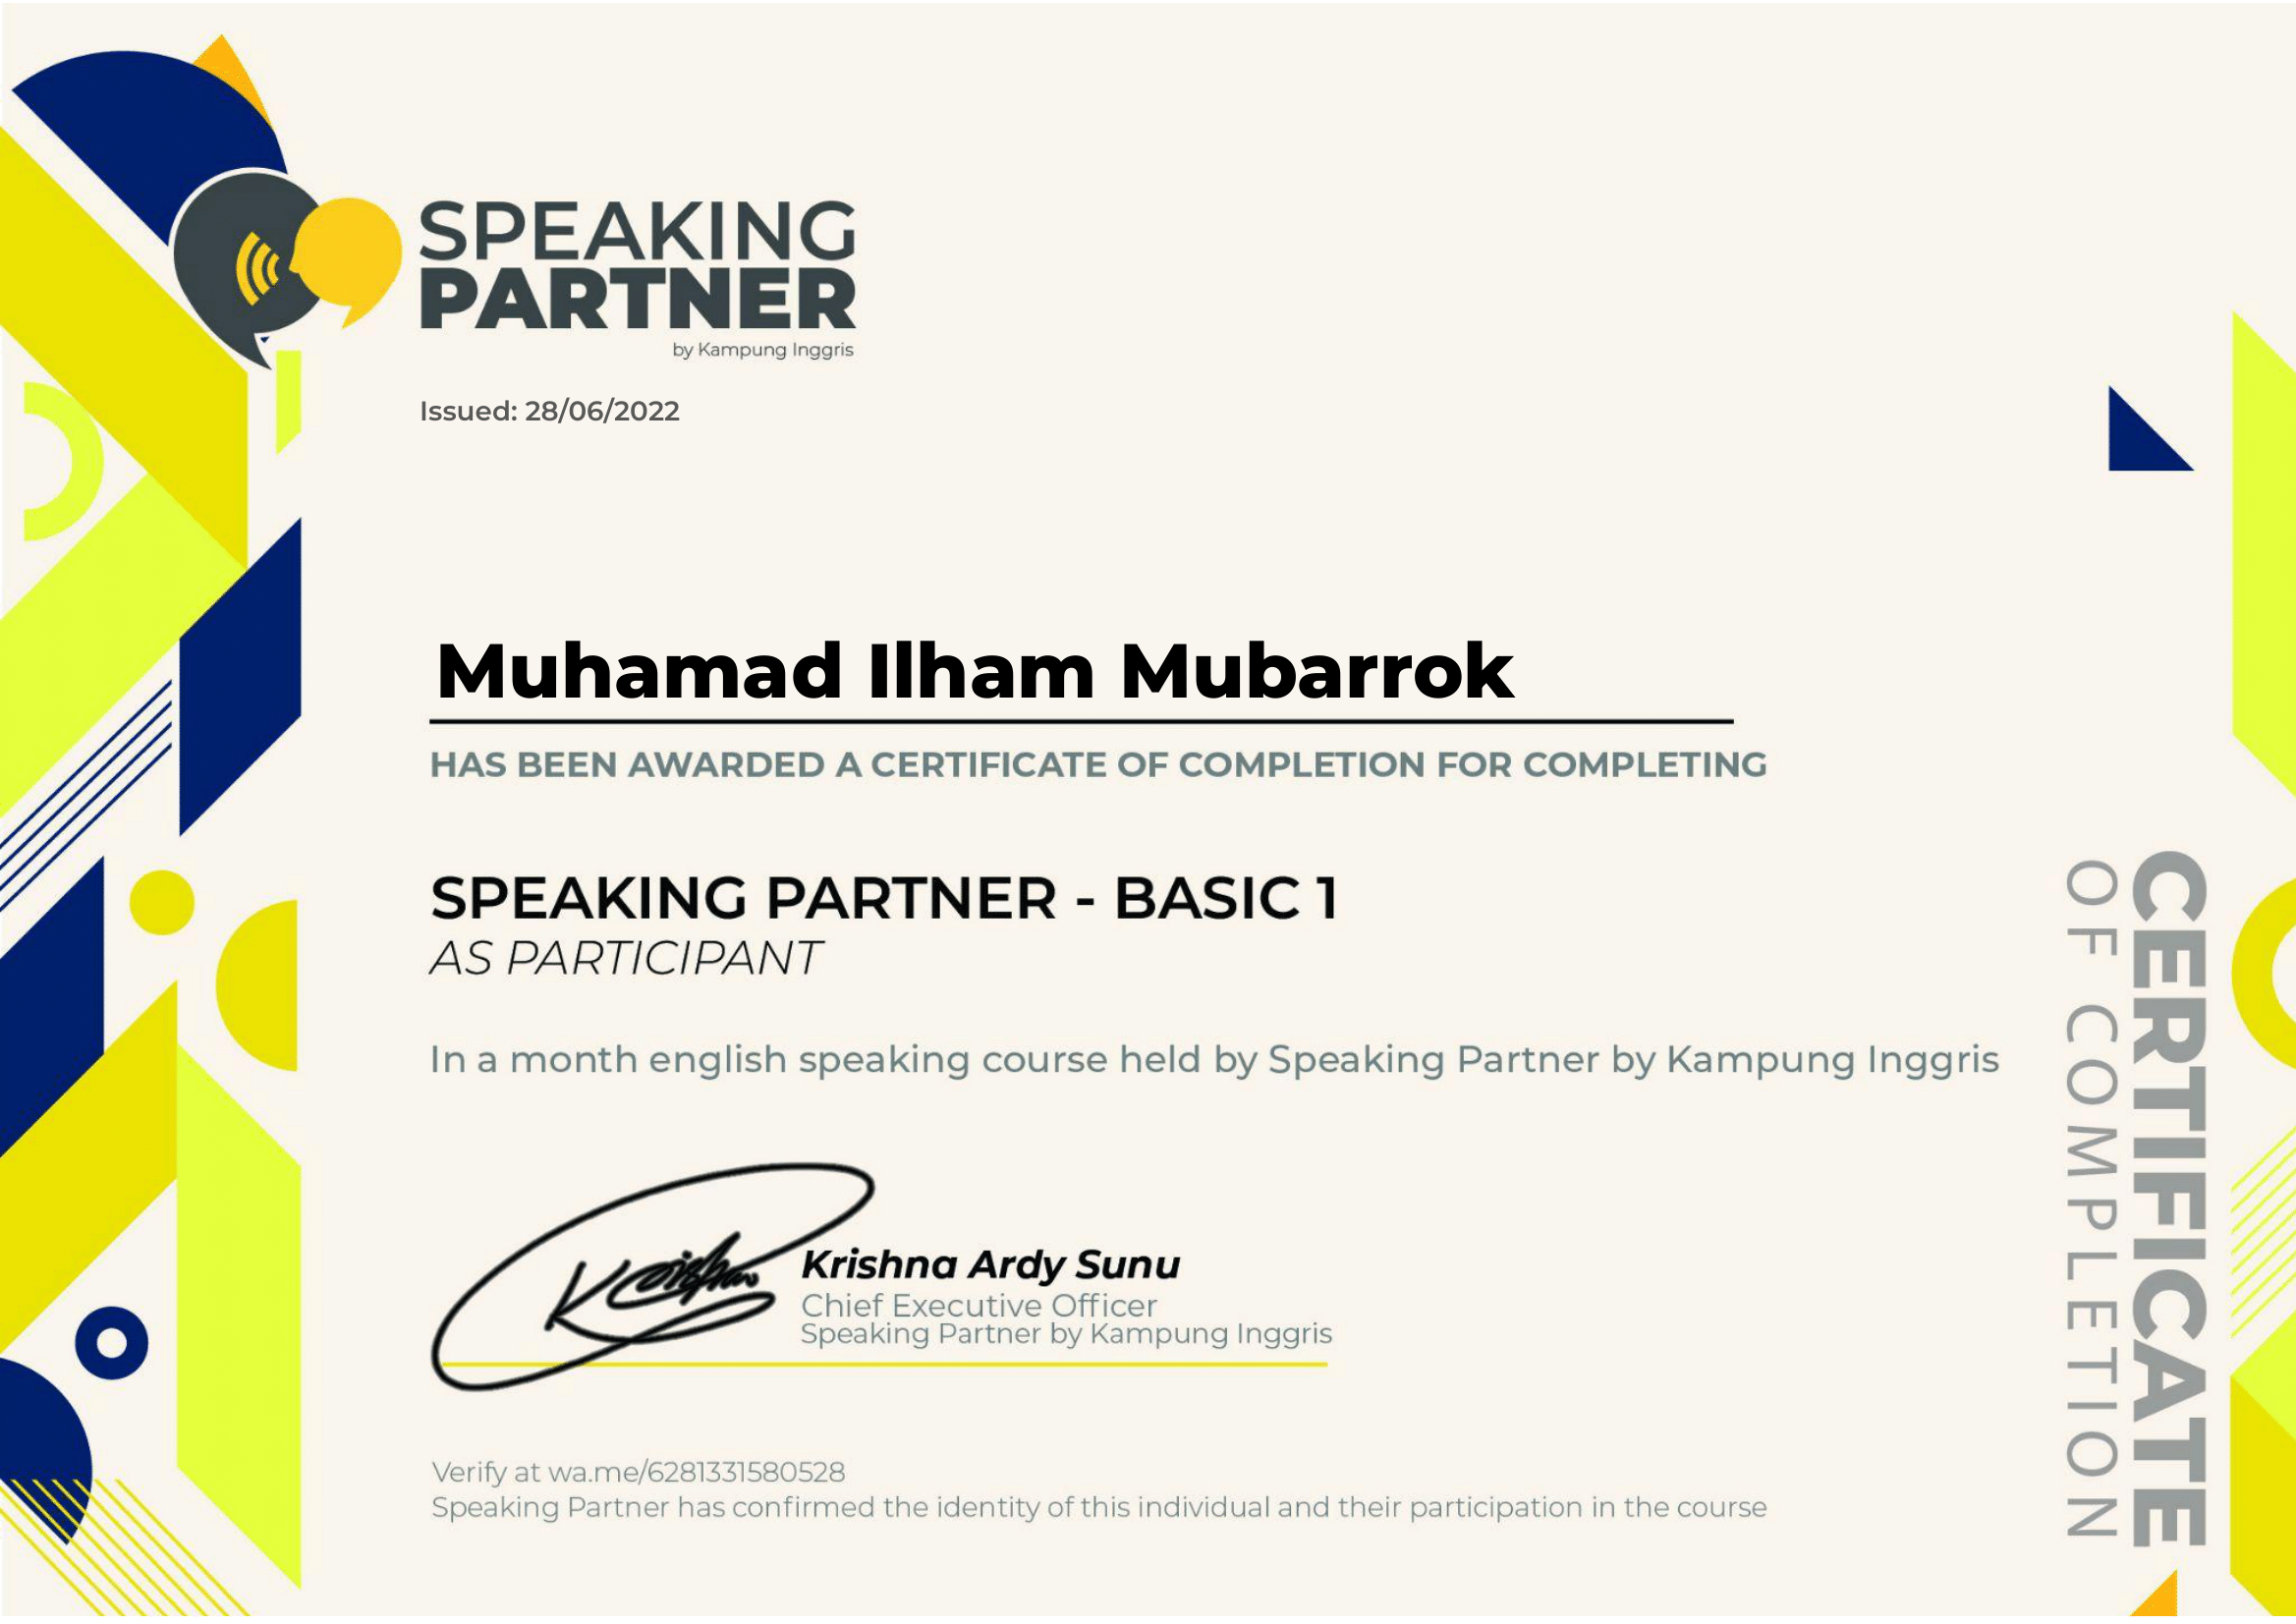 SPEAKING
PARTNER
by Kampung Inggris
Issued: 28/06/2022
Muhamad Ilham Mubarrok
HAS BEEN AWARDED A CERTIFICATE OF COMPLETION FOR COMPLETING
SPEAKING PARTNER - BASIC 1
AS PARTICIPANT
In a month english speaking course held by Speaking Partner by Kampung Inggris
Krishna Ardy Sunu
Chief Executive Officer
Speaking Partner by Kampung Inggris
Verify at wa.me/6281331580528
Speaking Partner has confirmed the identity of this individual and their participation in the course
CERTIFICATE
OF COMPLETION